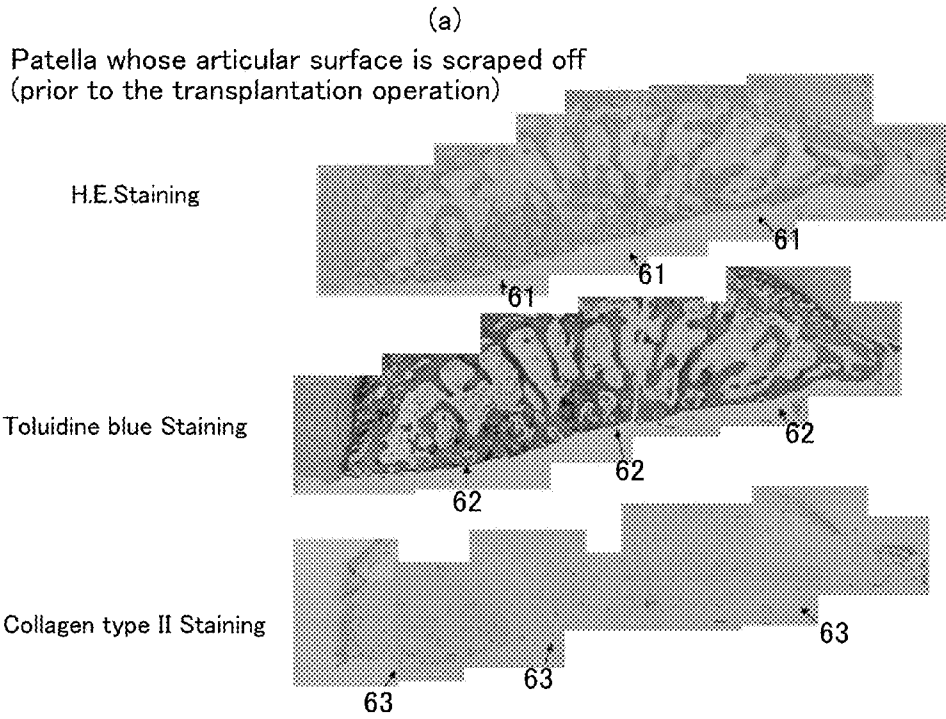 (a)
Patella whose articular surface is scraped off
(prior to the transplantation operation)
H.E.Staining
61
61
61
Toluidine blue Staining
62
62
62
Collagen type II Staining
63
63
63